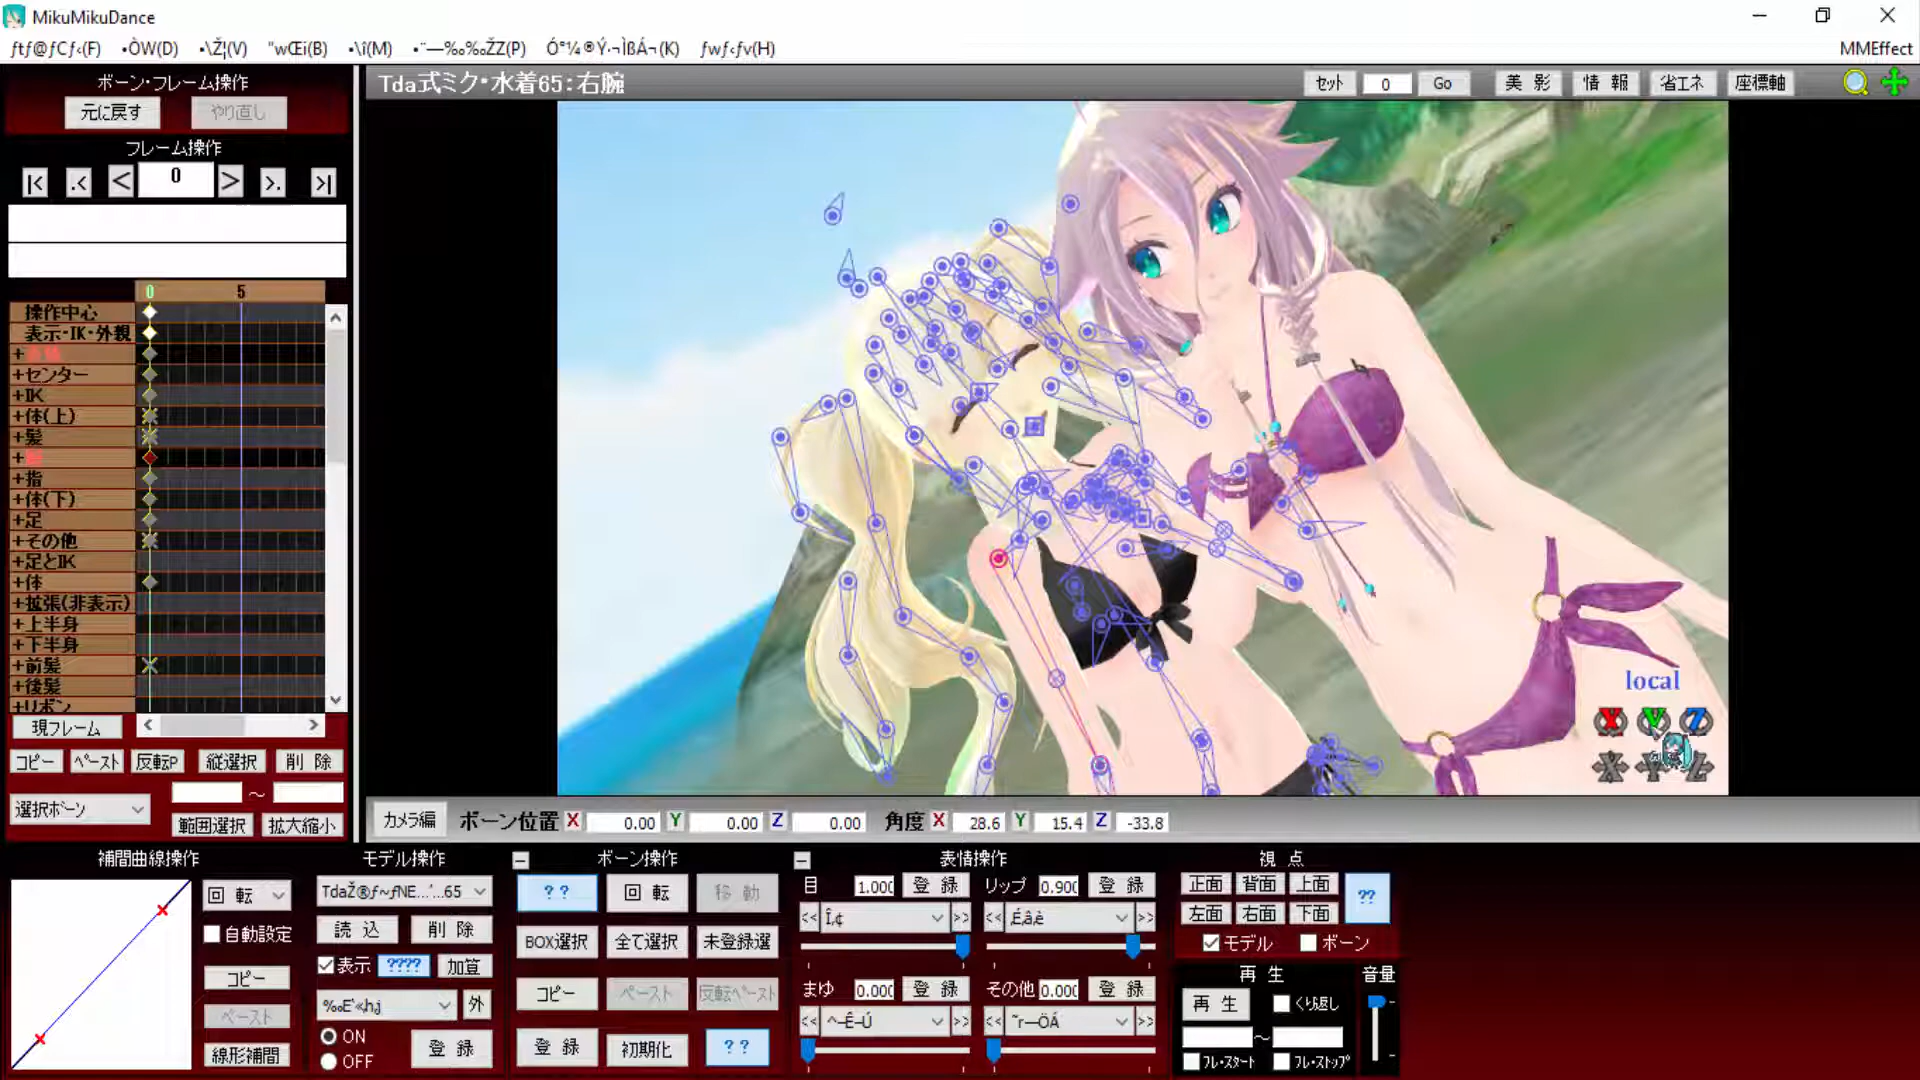 MikuMikuDance
ƒtƒ@ƒCƒ‹(F) •ÒW(D) •\Ž¦(V) "wŒi(B) •\î(M) •¨—‰‰ŽZ(P) Ó°¼®Ý·¬ÌßÁ¬(K) ƒwƒ‹ƒv(H) MMEffect
ボーン・フレーム操作
元に戻す やり直し
フレーム操作
|< .< < 0 > >. >|
0 5
操作中心
表示・IK・外観
+センター
+IK
+体(上)
+髪
+指
+体(下)
+足
+その他
+足とIK
+体
+拡張(非表示)
+上半身
+下半身
+前髪
+後髪
+リボン
現フレーム < >
コピー ペースト 反転P 縦選択 削 除
選択ボーン ～
範囲選択 拡大縮小
Tda式ミク・水着65:右腕 セット 0 Go 美 影 情 報 省エネ 座標軸
local
X Y Z
X Y Z
カメラ編 ボーン位置 X 0.00 Y 0.00 Z 0.00 角度 X 28.6 Y 15.4 Z -33.8
補間曲線操作
回 転
自動設定
コピー
ペースト
線形補間
モデル操作
TdaŽ®ƒ~ƒNE...'...65
読 込 削 除
表示 ???? 加算
外
ON
OFF
登 録
ボーン操作
? ? 回 転 移 動
BOX選択 全て選択 未登録選
コピー ペースト 反転ペースト
登 録 初期化 ? ?
表情操作
目 1.000 登 録 リップ 0.900 登 録
<< Î‚¢ >> << >>
まゆ 0.000 登 録 その他 0.000 登 録
<< >> << >>
視 点
正面 背面 上面 ??
左面 右面 下面
モデル ボーン
再 生 音量
再 生 くり返し
～
フレ・スタート フレ・ストップ